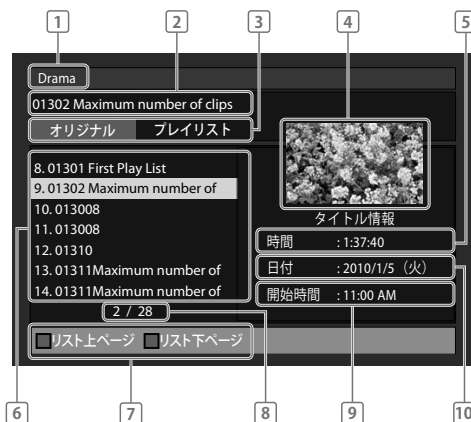 1
2
3
4
5
Drama
01302 Maximum number of clips
オリジナル プレイリスト
8. 01301 First Play List
9. 01302 Maximum number of
10. 013008
11. 013008
12. 01310
13. 01311Maximum number of
14. 01311Maximum number of
2 / 28
タイトル情報
時間 : 1:37:40
日付 : 2010/1/5（火）
開始時間 : 11:00 AM
リスト上ページ リスト下ページ
6
7
8
9
10